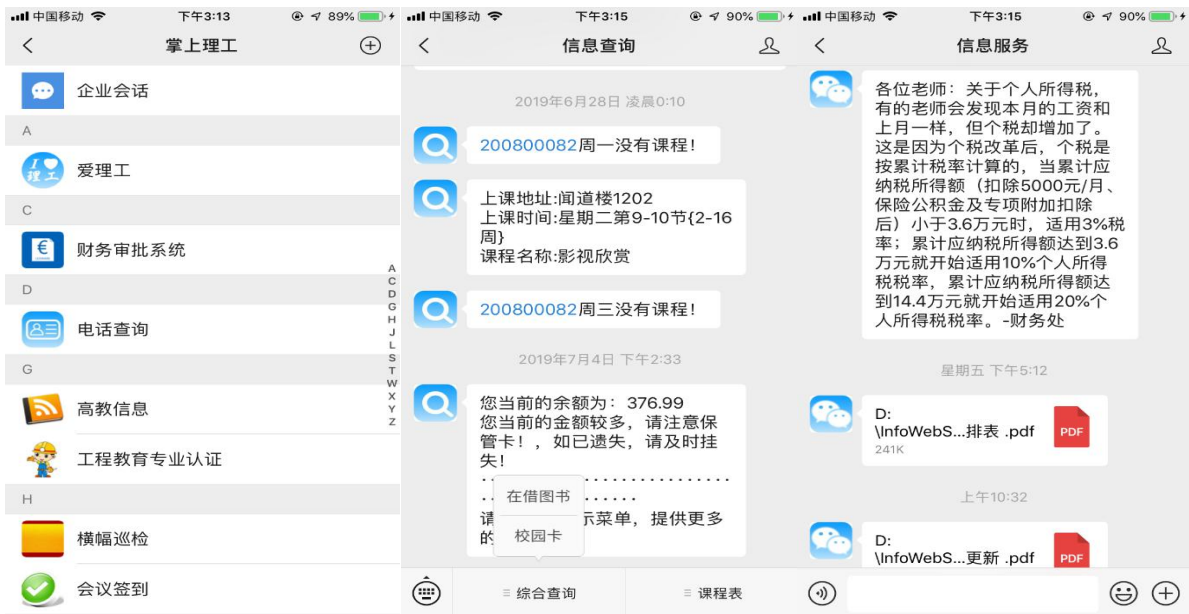 中国移动 下午3:13 89%
掌上理工
企业会话
A
爱理工
C
财务审批系统
D
电话查询
G
高教信息
工程教育专业认证
H
横幅巡检
会议签到
A
C
D
G
H
J
L
S
T
W
X
Y
Z
中国移动 下午3:15 90%
信息查询
2019年6月28日 凌晨0:10
200800082周一没有课程!
上课地址:闻道楼1202
上课时间:星期二第9-10节{2-16
周}
课程名称:影视欣赏
200800082周三没有课程!
2019年7月4日 下午2:33
您当前的余额为：376.99
您当前的金额较多，请注意保
管卡！，如已遗失，请及时挂
失!
请
示菜单，提供更多
的
在借图书
校园卡
综合查询
课程表
中国移动 下午3:15 90%
信息服务
各位老师：关于个人所得税，
有的老师会发现本月的工资和
上月一样，但个税却增加了。
这是因为个税改革后，个税是
按累计税率计算的，当累计应
纳税所得额（扣除5000元/月、
保险公积金及专项附加扣除
后）小于3.6万元时，适用3%税
率；累计应纳税所得额达到3.6
万元就开始适用10%个人所得
税税率，累计应纳税所得额达
到14.4万元就开始适用20%个
人所得税税率。-财务处
星期五 下午5:12
D:
\InfoWebS...排表 .pdf
241K
PDF
上午10:32
D:
\InfoWebS...更新 .pdf
PDF